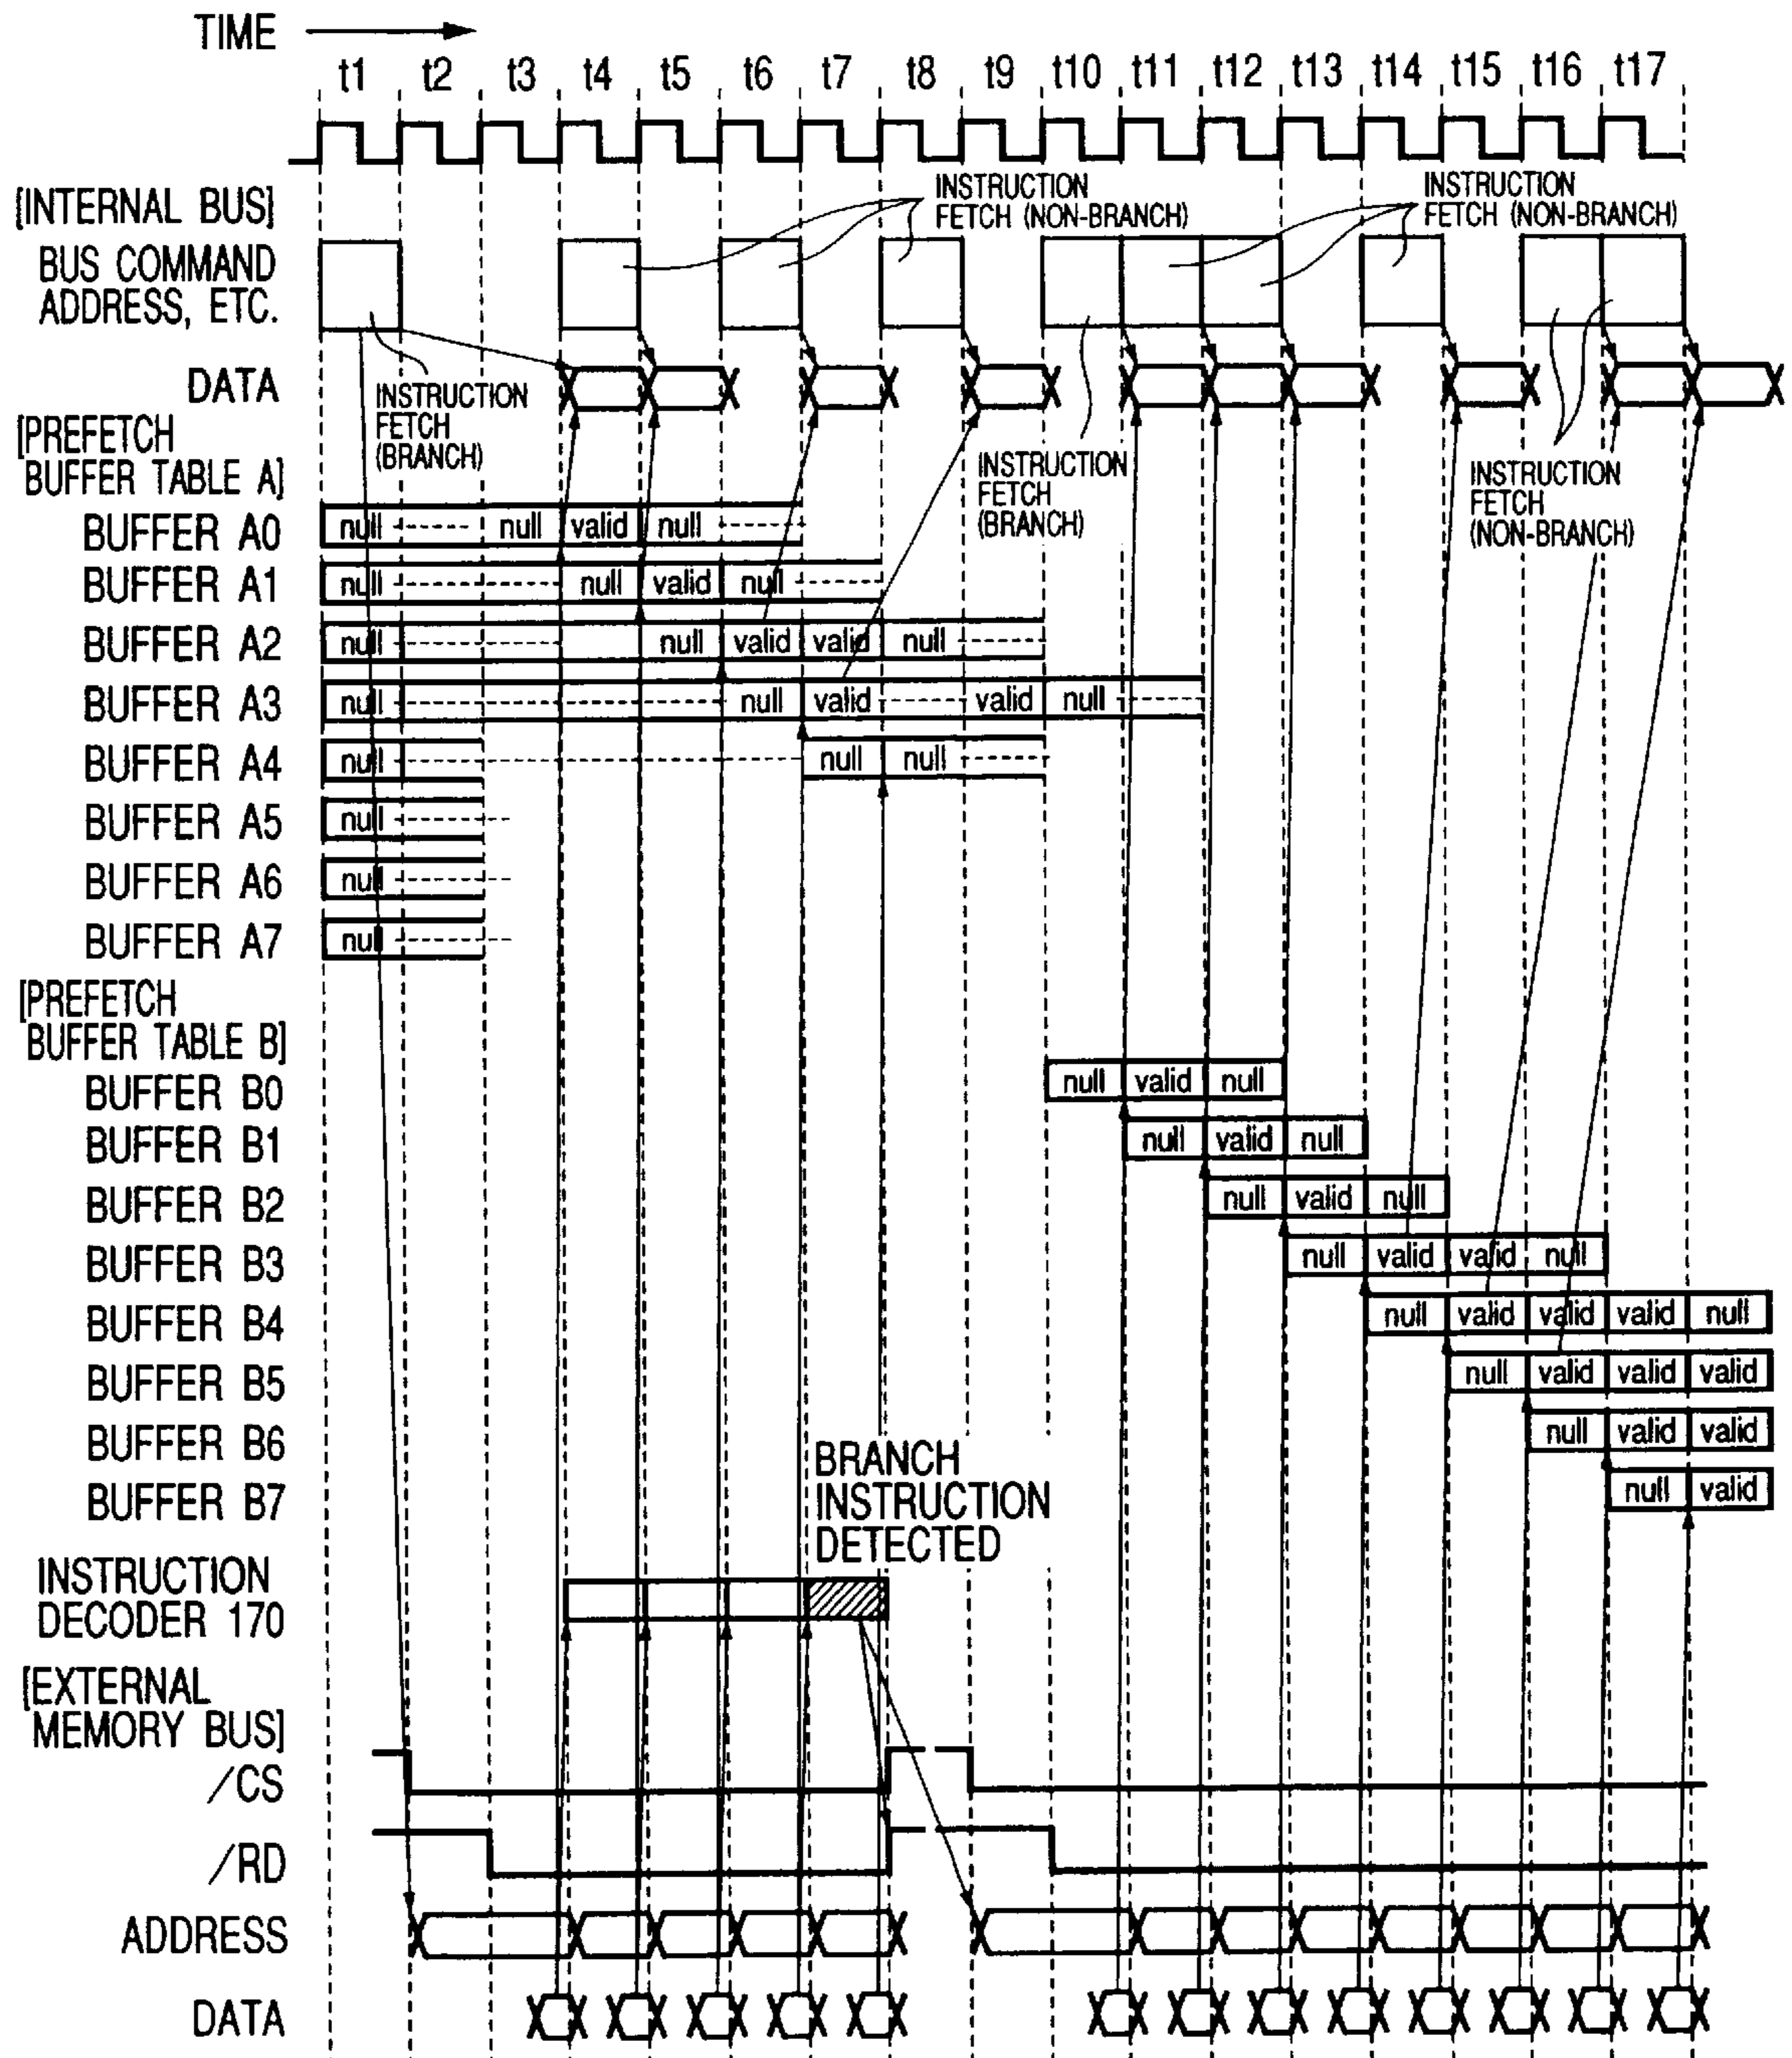 TIME
t1 t2 t3 t4 t5 t6 t7 t8 t9 t10 t11 t12 t13 t14 t15 t16 t17
[INTERNAL BUS]
INSTRUCTION
FETCH (NON-BRANCH)
INSTRUCTION
FETCH (NON-BRANCH)
BUS COMMAND
ADDRESS, ETC.
DATA
INSTRUCTION
FETCH
(BRANCH)
INSTRUCTION
FETCH
(BRANCH)
INSTRUCTION
FETCH
(NON-BRANCH)
[PREFETCH
BUFFER TABLE A]
BUFFER A0 null null valid null
BUFFER A1 null null valid null
BUFFER A2 null null valid valid null
BUFFER A3 null null valid valid null
BUFFER A4 null null null
BUFFER A5 null
BUFFER A6 null
BUFFER A7 null
[PREFETCH
BUFFER TABLE B]
BUFFER B0 null valid null
BUFFER B1 null valid null
BUFFER B2 null valid null
BUFFER B3 null valid valid null
BUFFER B4 null valid valid valid null
BUFFER B5 null valid valid valid
BUFFER B6 null valid valid
BUFFER B7 null valid
BRANCH
INSTRUCTION
DETECTED
INSTRUCTION
DECODER 170
[EXTERNAL
MEMORY BUS]
/CS
/RD
ADDRESS
DATA